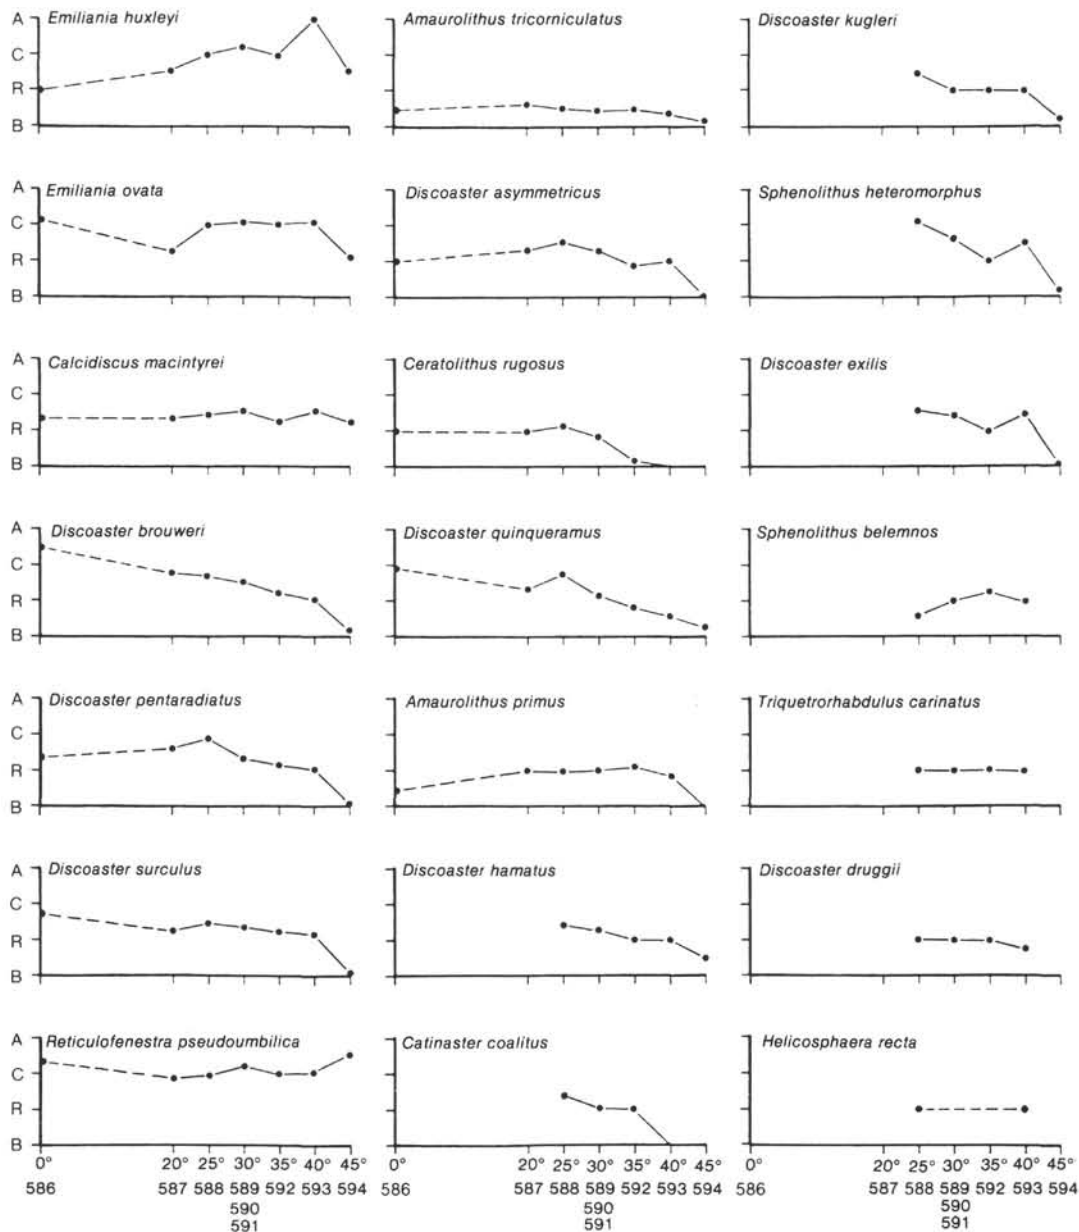 A Emiliania huxleyi Amaurolithus tricorniculatus Discoaster kugleri
C
R
B
A Emiliania ovata Discoaster asymmetricus Sphenolithus heteromorphus
C
R
B
A Calcidiscus macintyrei Ceratolithus rugosus Discoaster exilis
C
R
B
A Discoaster brouweri Discoaster quinqueramus Sphenolithus belemnos
C
R
B
A Discoaster pentaradiatus Amaurolithus primus Triquetrorhabdulus carinatus
C
R
B
A Discoaster surculus Discoaster hamatus Discoaster druggii
C
R
B
A Reticulofenestra pseudoumbilica Catinaster coalitus Helicosphaera recta
C
R
B
0° 20° 25° 30° 35° 40° 45° 0° 20° 25° 30° 35° 40° 45° 0° 20° 25° 30° 35° 40° 45°
586 587 588 589 592 593 594 586 587 588 589 592 593 594 586 587 588 589 592 593 594
590 590 590
591 591 591